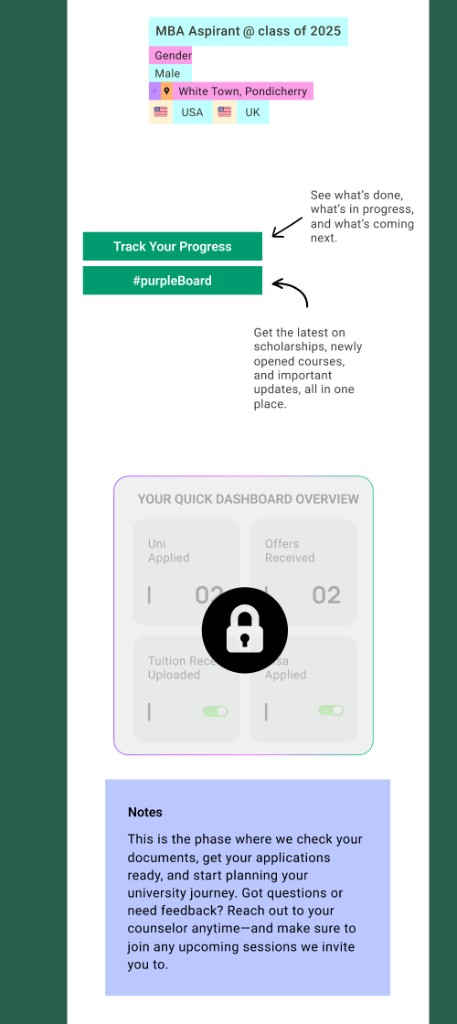 MBA Aspirant @ class of 2025
Gender
Male
White Town, Pondicherry
USA UK
See what's done,
what's in progress,
and what's coming
next.
Track Your Progress
#purpleBoard
Get the latest on
scholarships, newly
opened courses,
and important
updates, all in one
place.
YOUR QUICK DASHBOARD OVERVIEW
Uni
Applied
Offers
Received
02
Tuition
Uploaded
Applied
Notes
This is the phase where we check your
documents, get your applications
ready, and start planning your
university journey. Got questions or
need feedback? Reach out to your
counselor anytime—and make sure to
join any upcoming sessions we invite
you to.